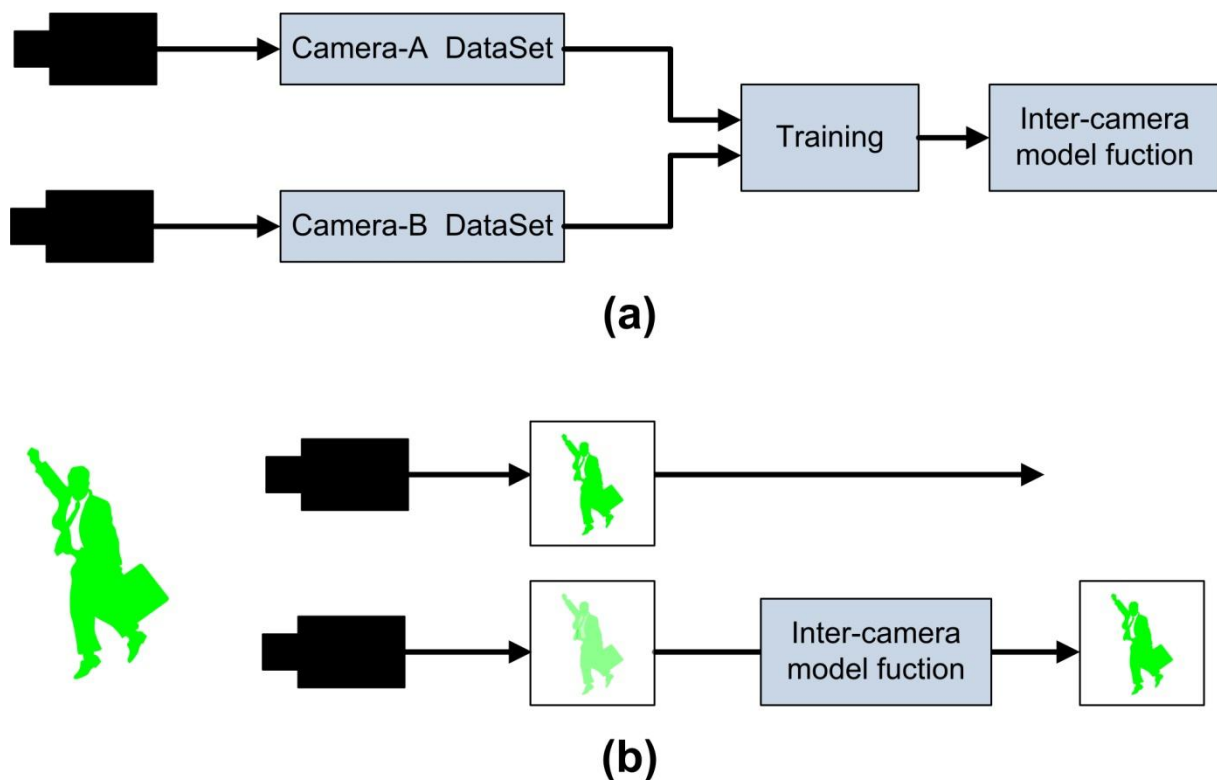 Camera-A DataSet
Camera-B DataSet
Training
Inter-camera
model fuction
(a)
Inter-camera
model fuction
(b)